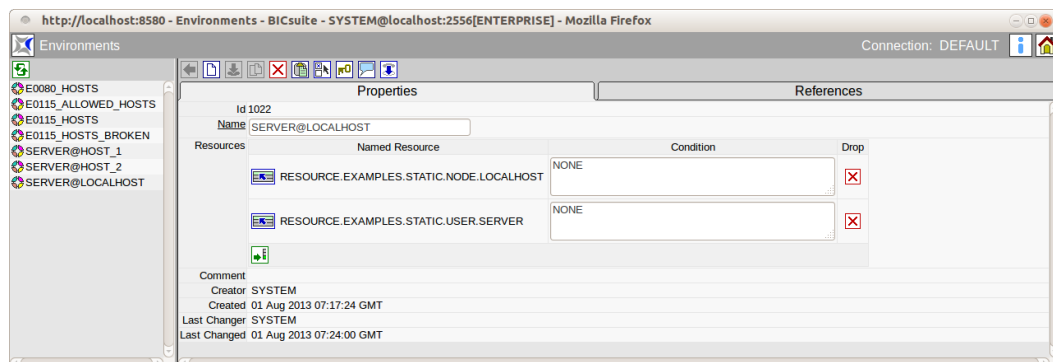 http://localhost:8580 - Environments - BICsuite - SYSTEM@localhost:2556[ENTERPRISE] - Mozilla Firefox
Environments
Connection: DEFAULT
E0080_HOSTS
E0115_ALLOWED_HOSTS
E0115_HOSTS
E0115_HOSTS_BROKEN
SERVER@HOST_1
SERVER@HOST_2
SERVER@LOCALHOST
Properties
References
Id 1022
Name SERVER@LOCALHOST
Resources Named Resource Condition Drop
RESOURCE.EXAMPLES.STATIC.NODE.LOCALHOST NONE
RESOURCE.EXAMPLES.STATIC.USER.SERVER NONE
Comment
Creator SYSTEM
Created 01 Aug 2013 07:17:24 GMT
Last Changer SYSTEM
Last Changed 01 Aug 2013 07:24:00 GMT